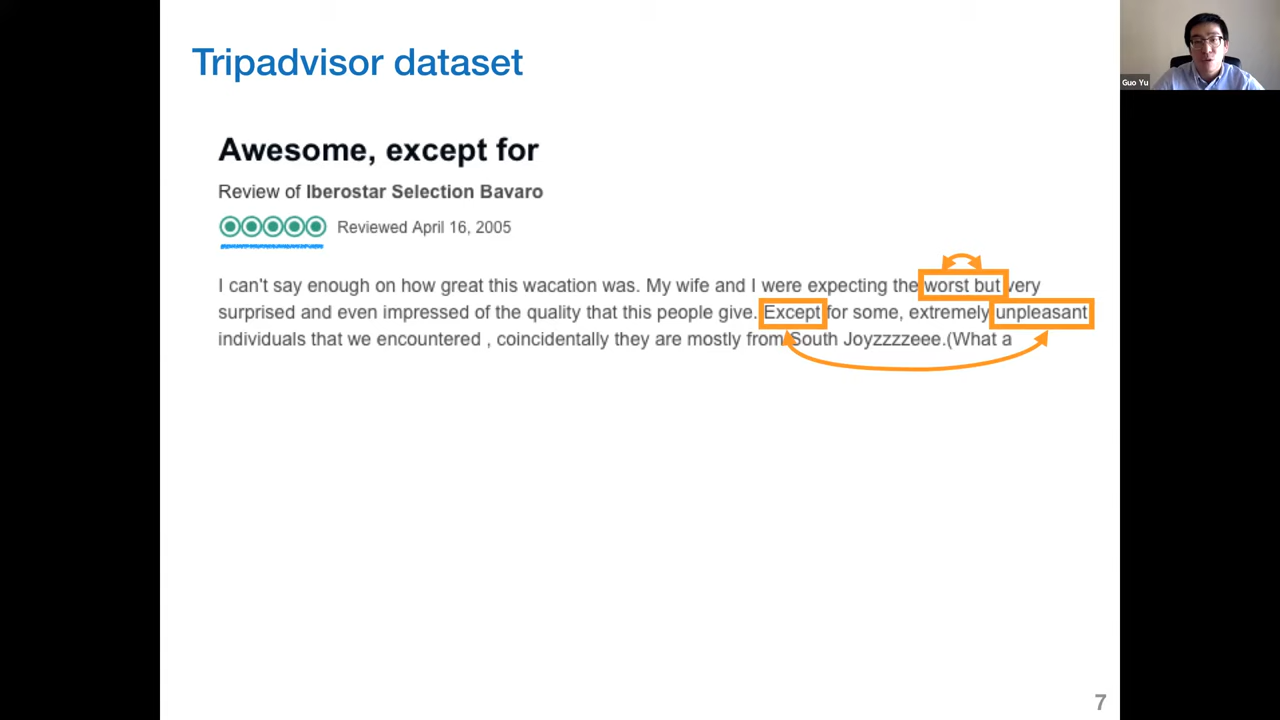 Tripadvisor dataset
Guo Yu
Awesome, except for
Review of Iberostar Selection Bavaro
Reviewed April 16, 2005
I can't say enough on how great this wacation was. My wife and I were expecting the worst but very
surprised and even impressed of the quality that this people give. Except for some, extremely unpleasant
individuals that we encountered , coincidentally they are mostly from South Joyzzzzeee.(What a
7